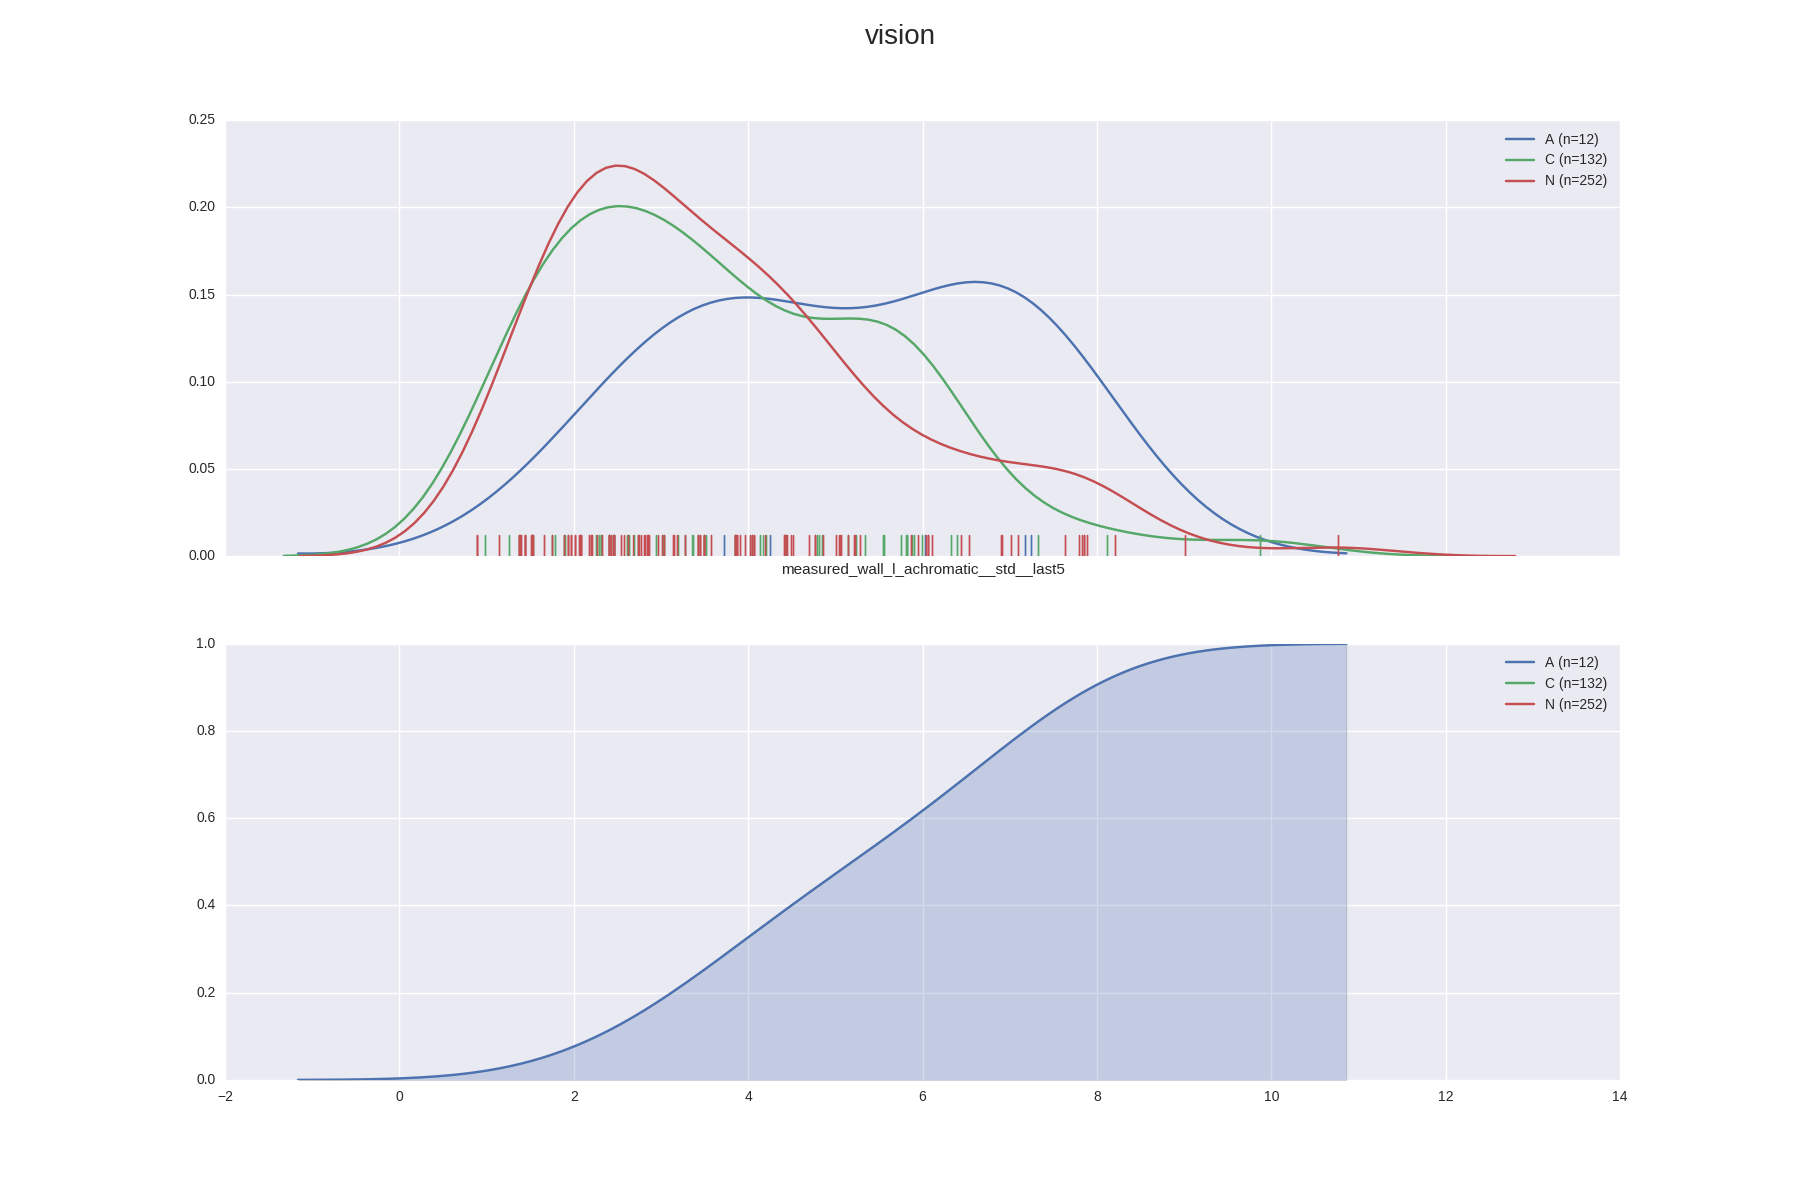 vision
0.25
0.20
0.15
0.10
0.05
0.00
A (n=12)
C (n=132)
N (n=252)
measured_wall_l_achromatic__std__last5
1.0
0.8
0.6
0.4
0.2
0.0
A (n=12)
C (n=132)
N (n=252)
−2 0 2 4 6 8 10 12 14